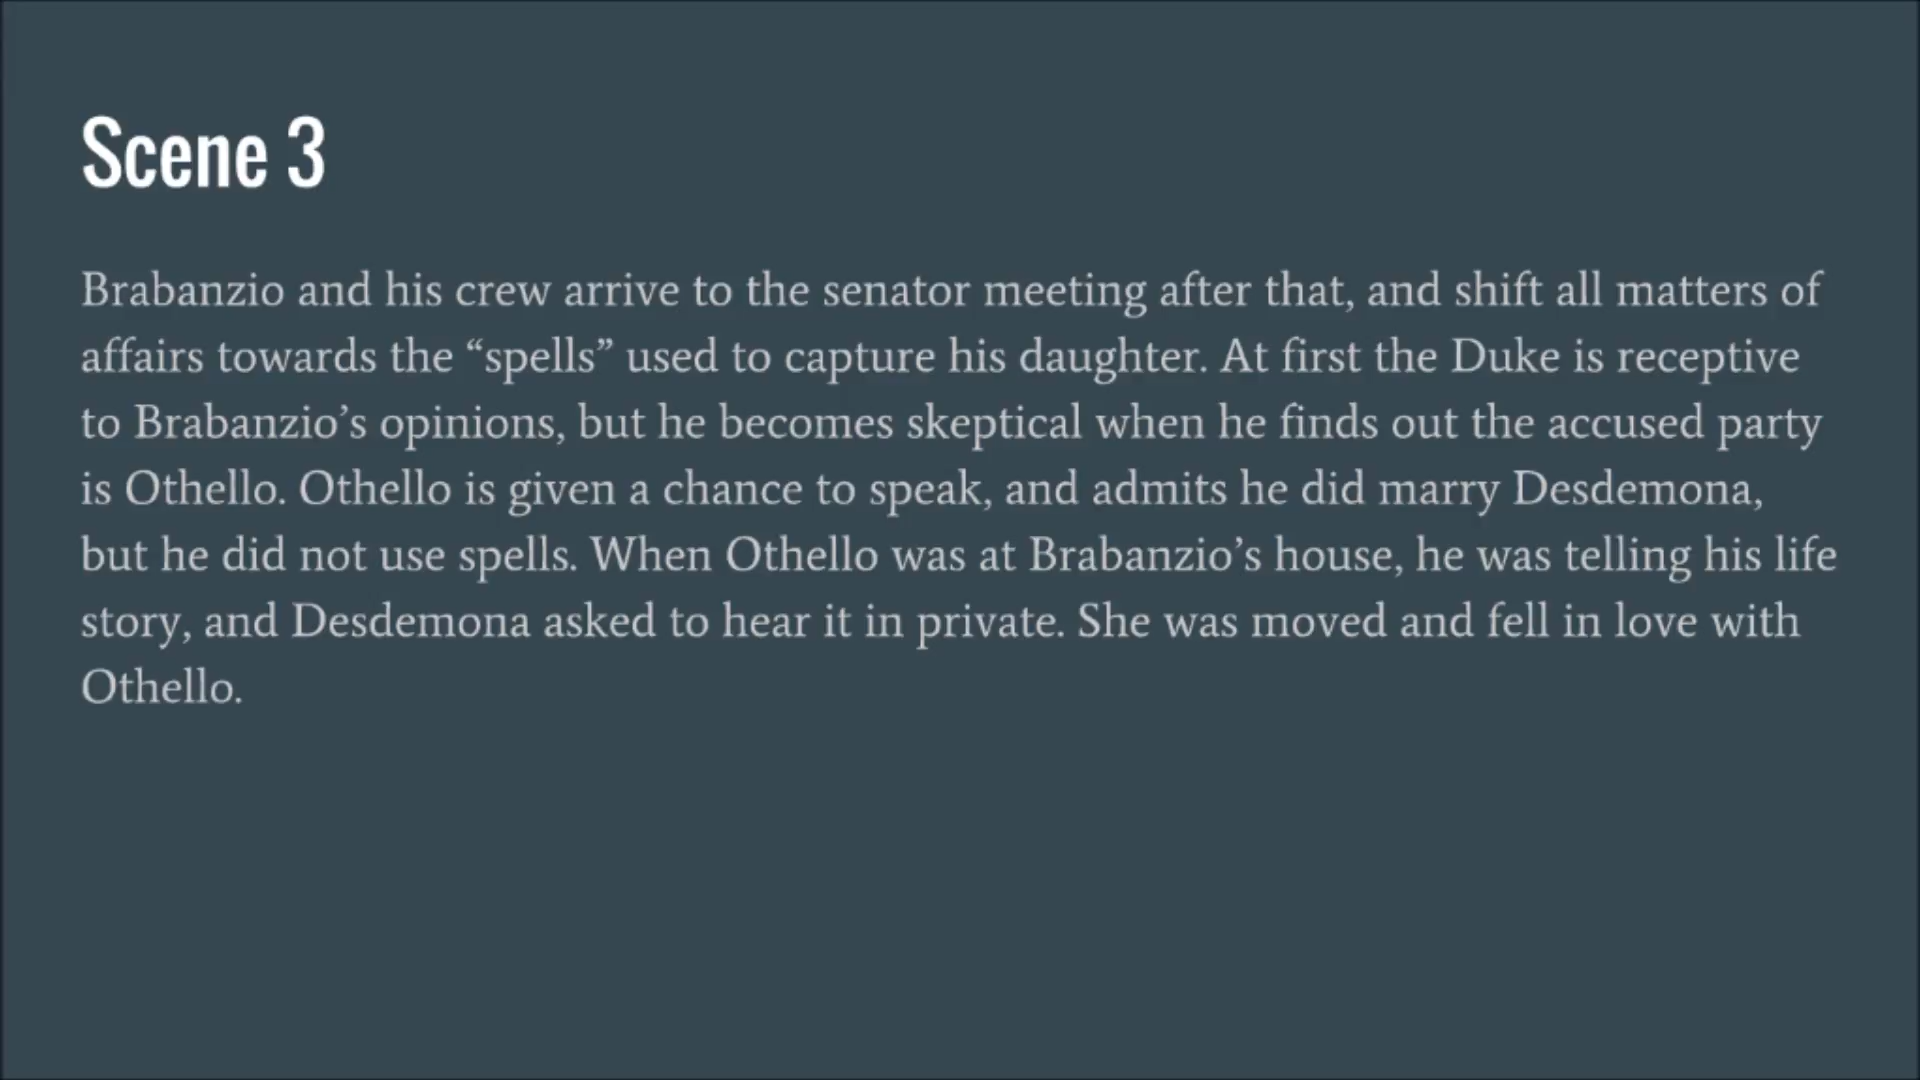 Scene 3
Brabanzio and his crew arrive to the senator meeting after that, and shift all matters of
affairs towards the “spells” used to capture his daughter. At first the Duke is receptive
to Brabanzio’s opinions, but he becomes skeptical when he finds out the accused party
is Othello. Othello is given a chance to speak, and admits he did marry Desdemona,
but he did not use spells. When Othello was at Brabanzio’s house, he was telling his life
story, and Desdemona asked to hear it in private. She was moved and fell in love with
Othello.